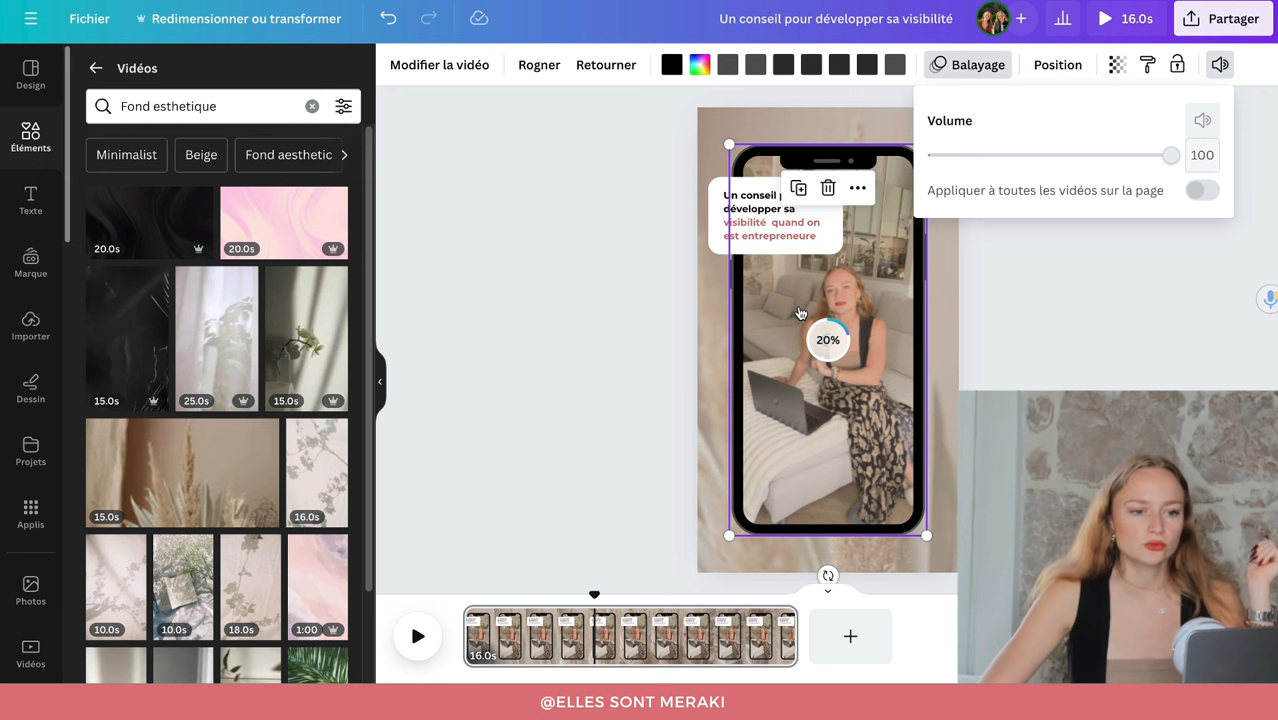 Fichier
Redimensionner ou transformer
Un conseil pour développer sa visibilité
+
16.0s
Partager
Design
Éléments
Texte
Marque
Importer
Dessin
Projets
Applis
Photos
Vidéos
Vidéos
Fond esthetique
Minimalist
Beige
Fond aesthetic
20.0s
20.0s
15.0s
25.0s
15.0s
15.0s
16.0s
10.0s
10.0s
18.0s
1:00
Modifier la vidéo
Rogner
Retourner
Balayage
Position
Volume
100
Appliquer à toutes les vidéos sur la page
Un conseil
développer sa
visibilité quand on
est entrepreneure
20%
16.0s
+
@ELLES SONT MERAKI